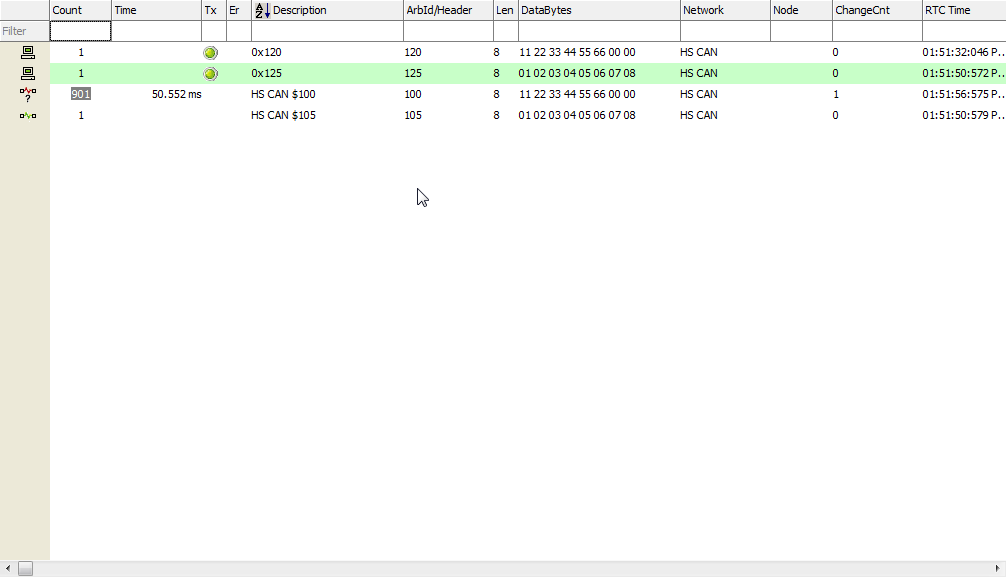 Count Time Tx Er AZ Description ArbId/Header Len DataBytes Network Node ChangeCnt RTC Time
Filter
1 0x120 120 8 11 22 33 44 55 66 00 00 HS CAN 0 01:51:32:046 P..
1 0x125 125 8 01 02 03 04 05 06 07 08 HS CAN 0 01:51:50:572 P..
? 901 50.552 ms HS CAN $100 100 8 11 22 33 44 55 66 00 00 HS CAN 1 01:51:56:575 P..
1 HS CAN $105 105 8 01 02 03 04 05 06 07 08 HS CAN 0 01:51:50:579 P..